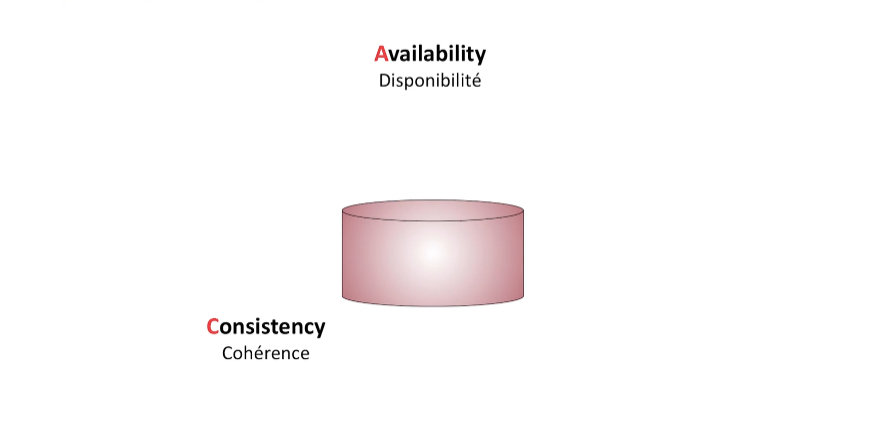 Availability
Disponibilité
Consistency
Cohérence